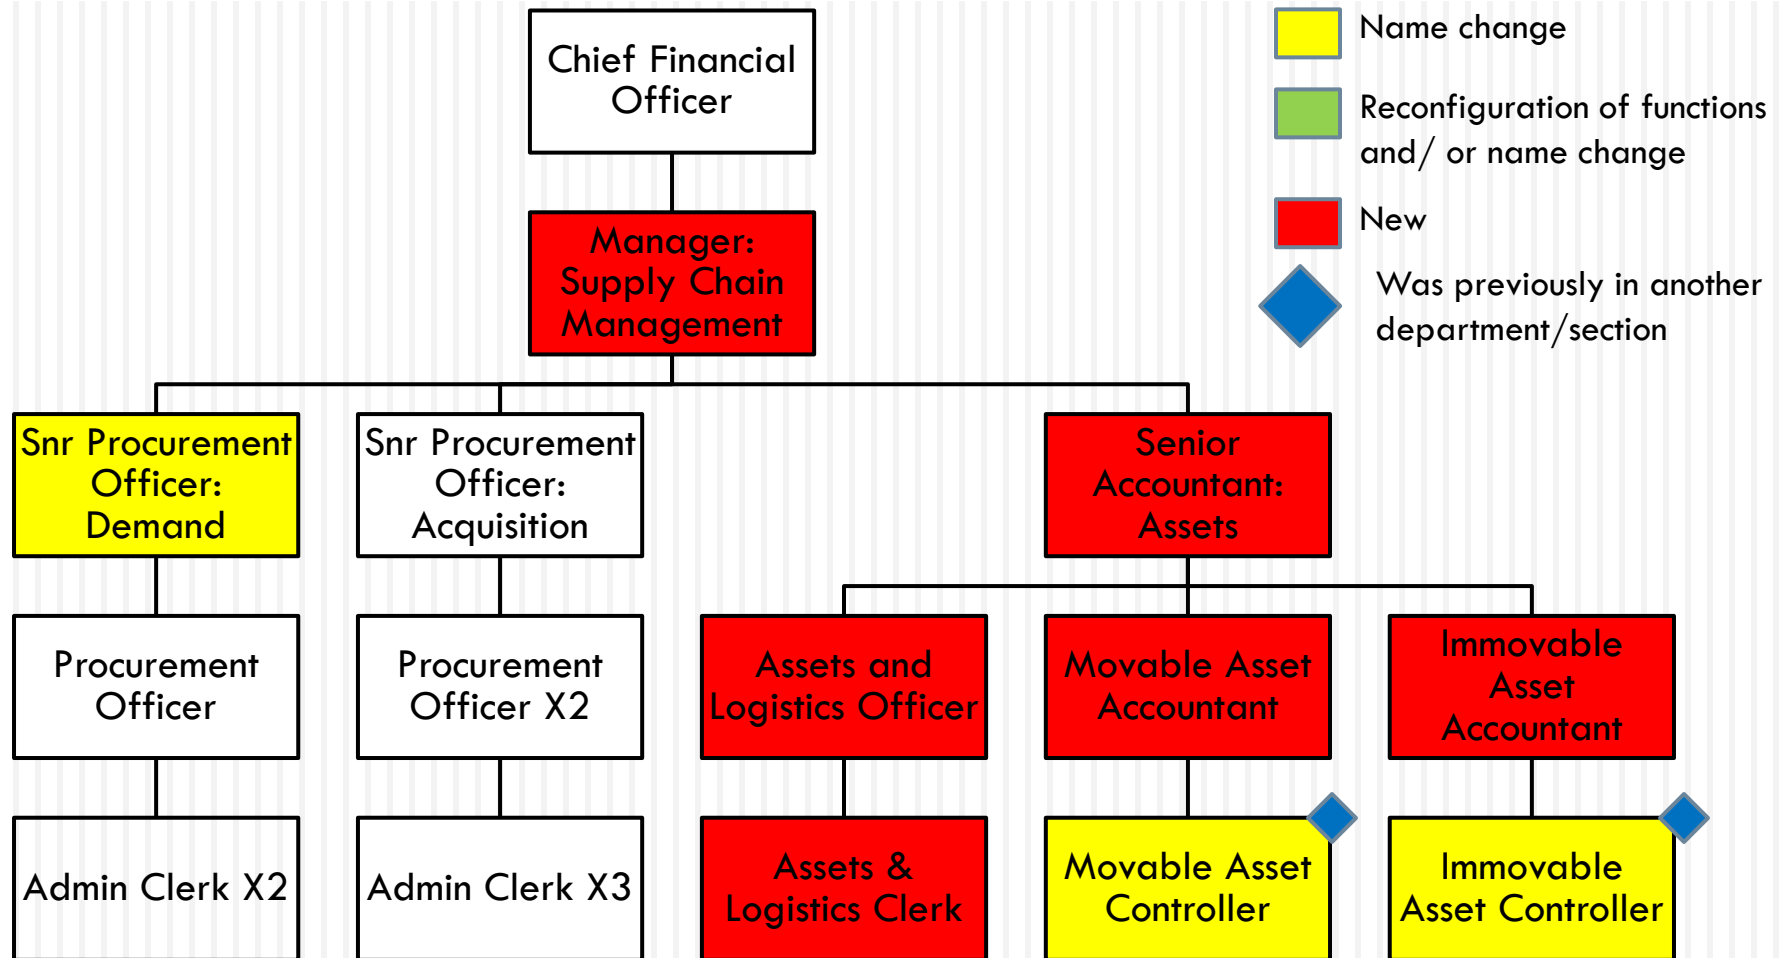 Chief Financial
Officer
Name change
Reconfiguration of functions
and/ or name change
New
Was previously in another
department/section
Manager:
Supply Chain
Management
Snr Procurement
Officer:
Demand
Snr Procurement
Officer:
Acquisition
Senior
Accountant:
Assets
Procurement
Officer
Procurement
Officer X2
Assets and
Logistics Officer
Movable Asset
Accountant
Immovable
Asset
Accountant
Admin Clerk X2
Admin Clerk X3
Assets &
Logistics Clerk
Movable Asset
Controller
Immovable
Asset Controller